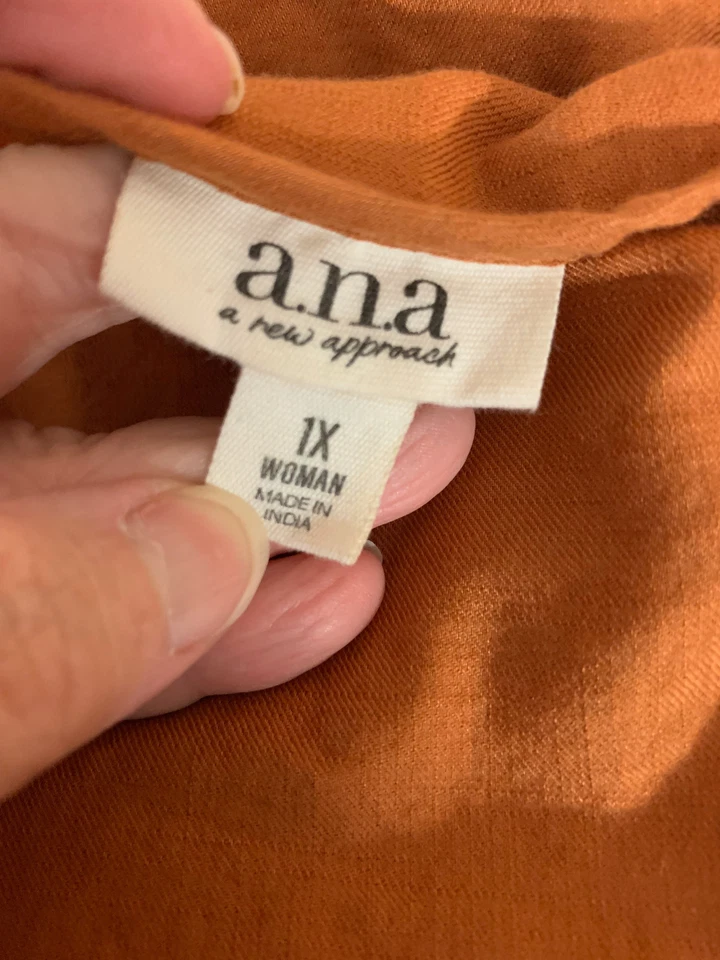 a.n.a
a new approach
1X
WOMAN
MADE IN
INDIA